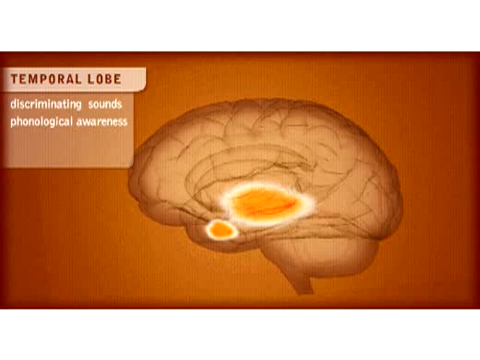 TEMPORAL LOBE
discriminating sounds
phonological awareness